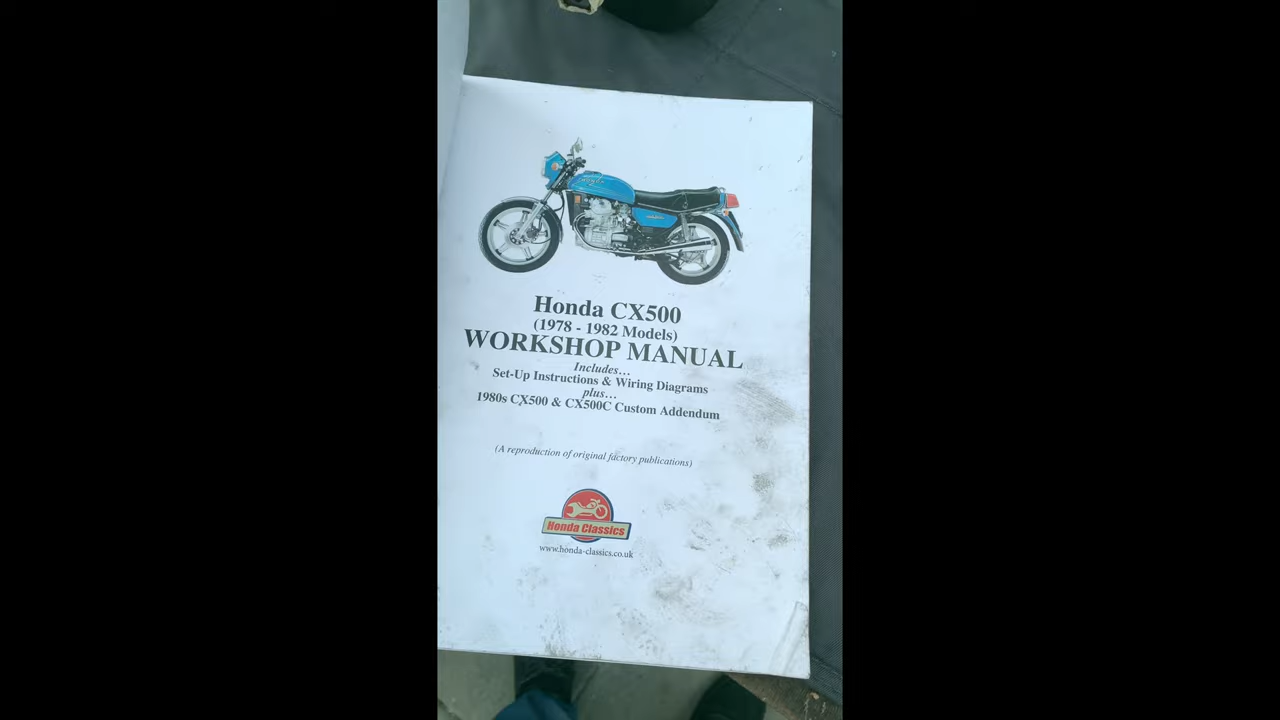 Honda CX500
(1978 - 1982 Models)
WORKSHOP MANUAL
Includes…
Set-Up Instructions & Wiring Diagrams
plus…
1980s CX500 & CX500C Custom Addendum
(A reproduction of original factory publications)
Honda Classics
www.honda-classics.co.uk